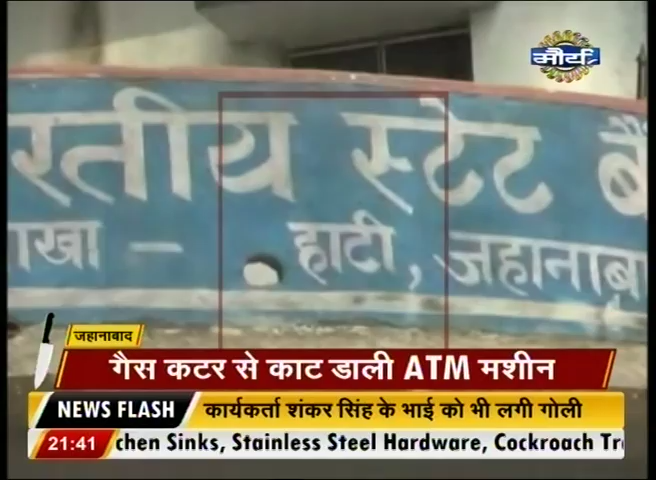 मौर्य
रतीय स्टेट बैं
ाखा – हाटी, जहानाबा
जहानाबाद
गैस कटर से काट डाली ATM मशीन
NEWS FLASH कार्यकर्ता शंकर सिंह के भाई को भी लगी गोली
21:41 chen Sinks, Stainless Steel Hardware, Cockroach Tr